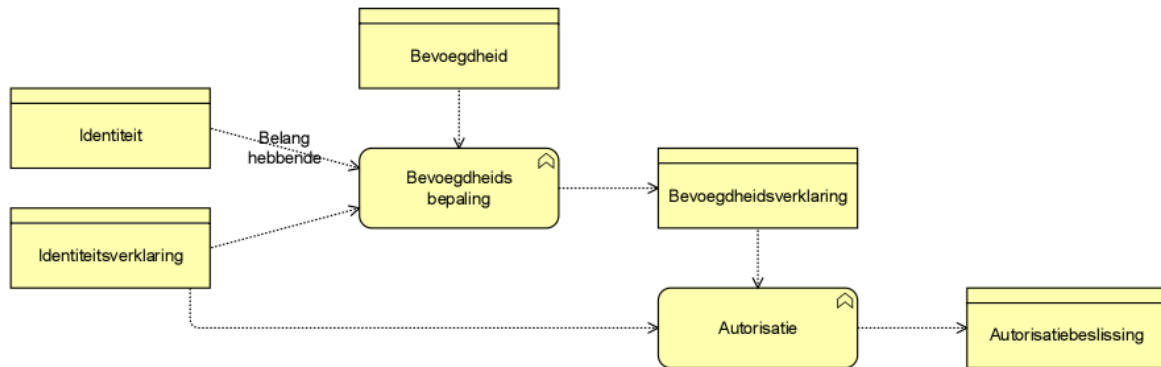 Bevoegdheid
Identiteit
Belang
hebbende
Bevoegdheids
bepaling
Bevoegdheidsverklaring
Identiteitsverklaring
Autorisatie
Autorisatiebeslissing